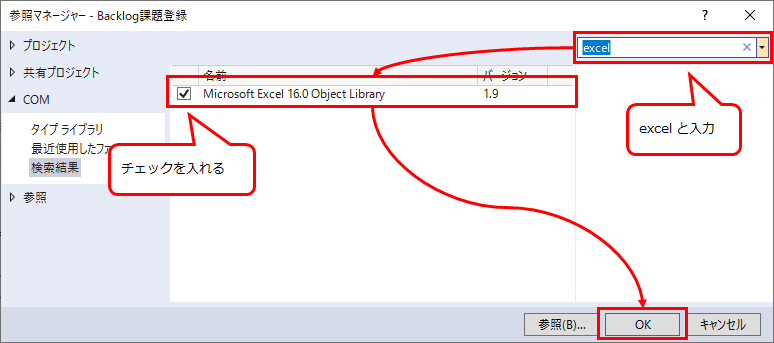 参照マネージャー - Backlog課題登録
? ×
プロジェクト
excel ×
共有プロジェクト
名前 バージョン
Microsoft Excel 16.0 Object Library 1.9
COM
タイプ ライブラリ
最近使用したファ
検索結果
参照
チェックを入れる
excel と入力
参照(B)... OK キャンセル